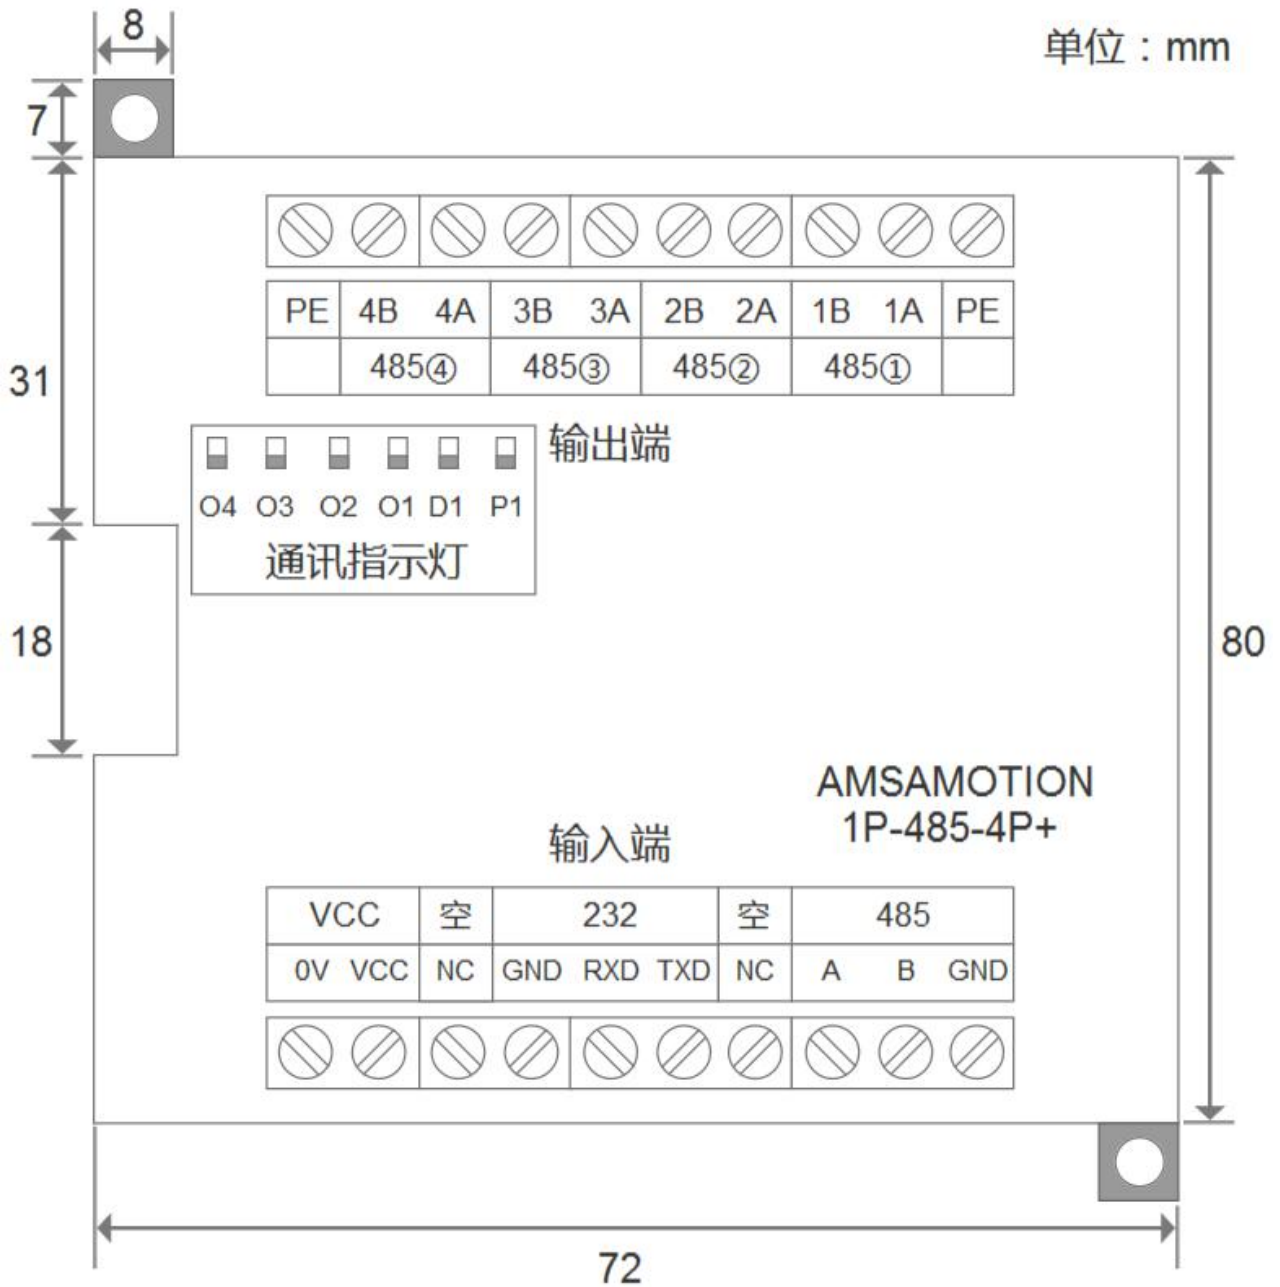 8
单位：mm
7
PE 4B 4A 3B 3A 2B 2A 1B 1A PE
485④ 485③ 485② 485①
31
输出端
O4 O3 O2 O1 D1 P1
通讯指示灯
18
80
AMSAMOTION
1P-485-4P+
输入端
VCC 空 232 空 485
0V VCC NC GND RXD TXD NC A B GND
72